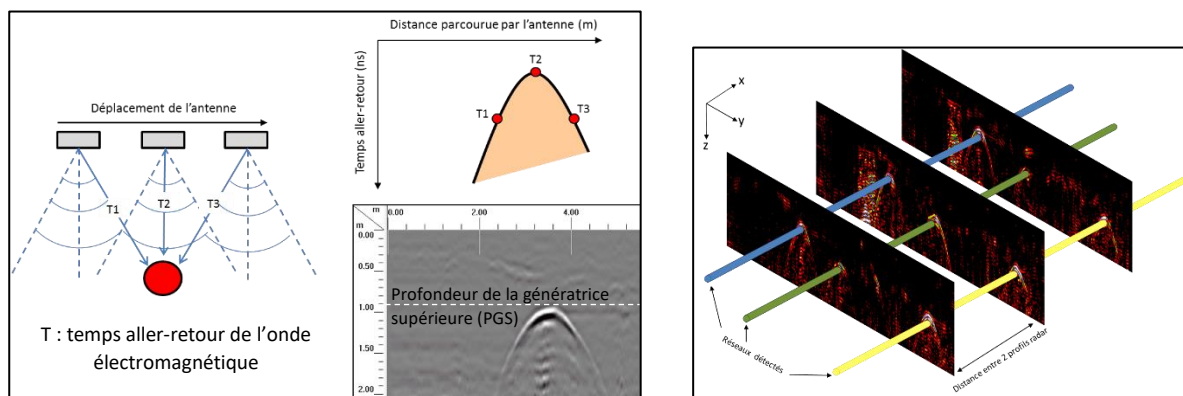 Déplacement de l'antenne
T1
T2
T3
T : temps aller-retour de l'onde
électromagnétique
Distance parcourue par l'antenne (m)
Temps aller-retour (ns)
T2
T1
T3
m
m
0.00
2.00
4.00
0.00
0.50
1.00
1.50
2.00
Profondeur de la génératrice
supérieure (PGS)
x
y
z
Réseaux détectés
Distance entre 2 profils radar